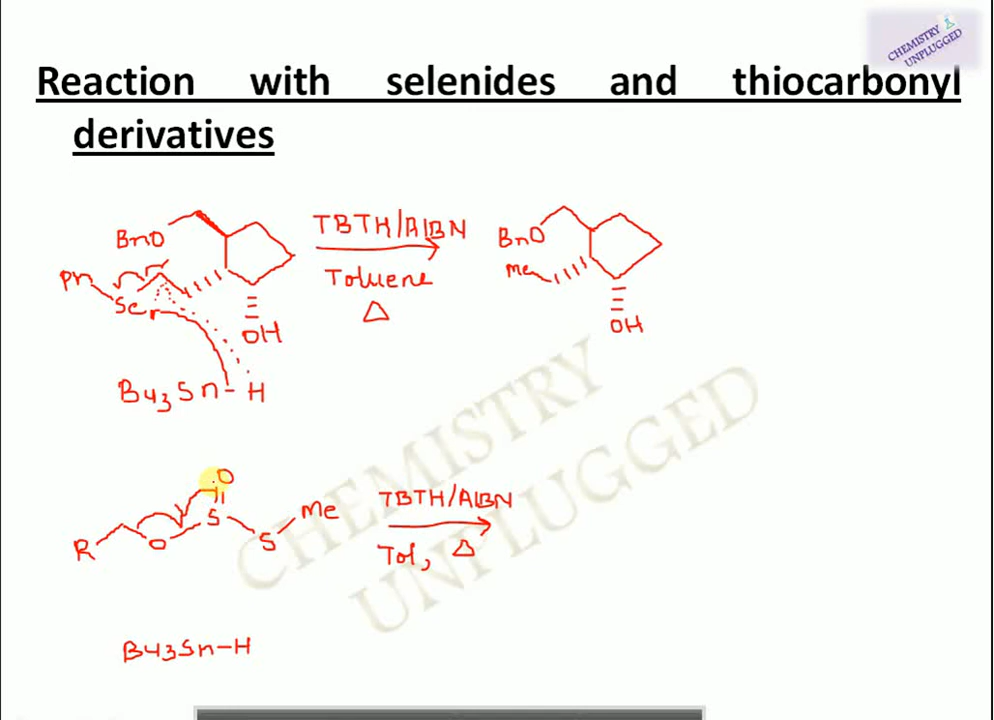 CHEMISTRY
UNPLUGGED
Reaction with selenides and thiocarbonyl
derivatives
BnO
TBTH/AIBN
BnO
Ph
Se
Toluene
Me
Δ
OH
OH
Bu3Sn-H
CHEMISTRY
UNPLUGGED
O
S
Me
TBTH/AIBN
R
O
S
Tol, Δ
Bu3Sn-H